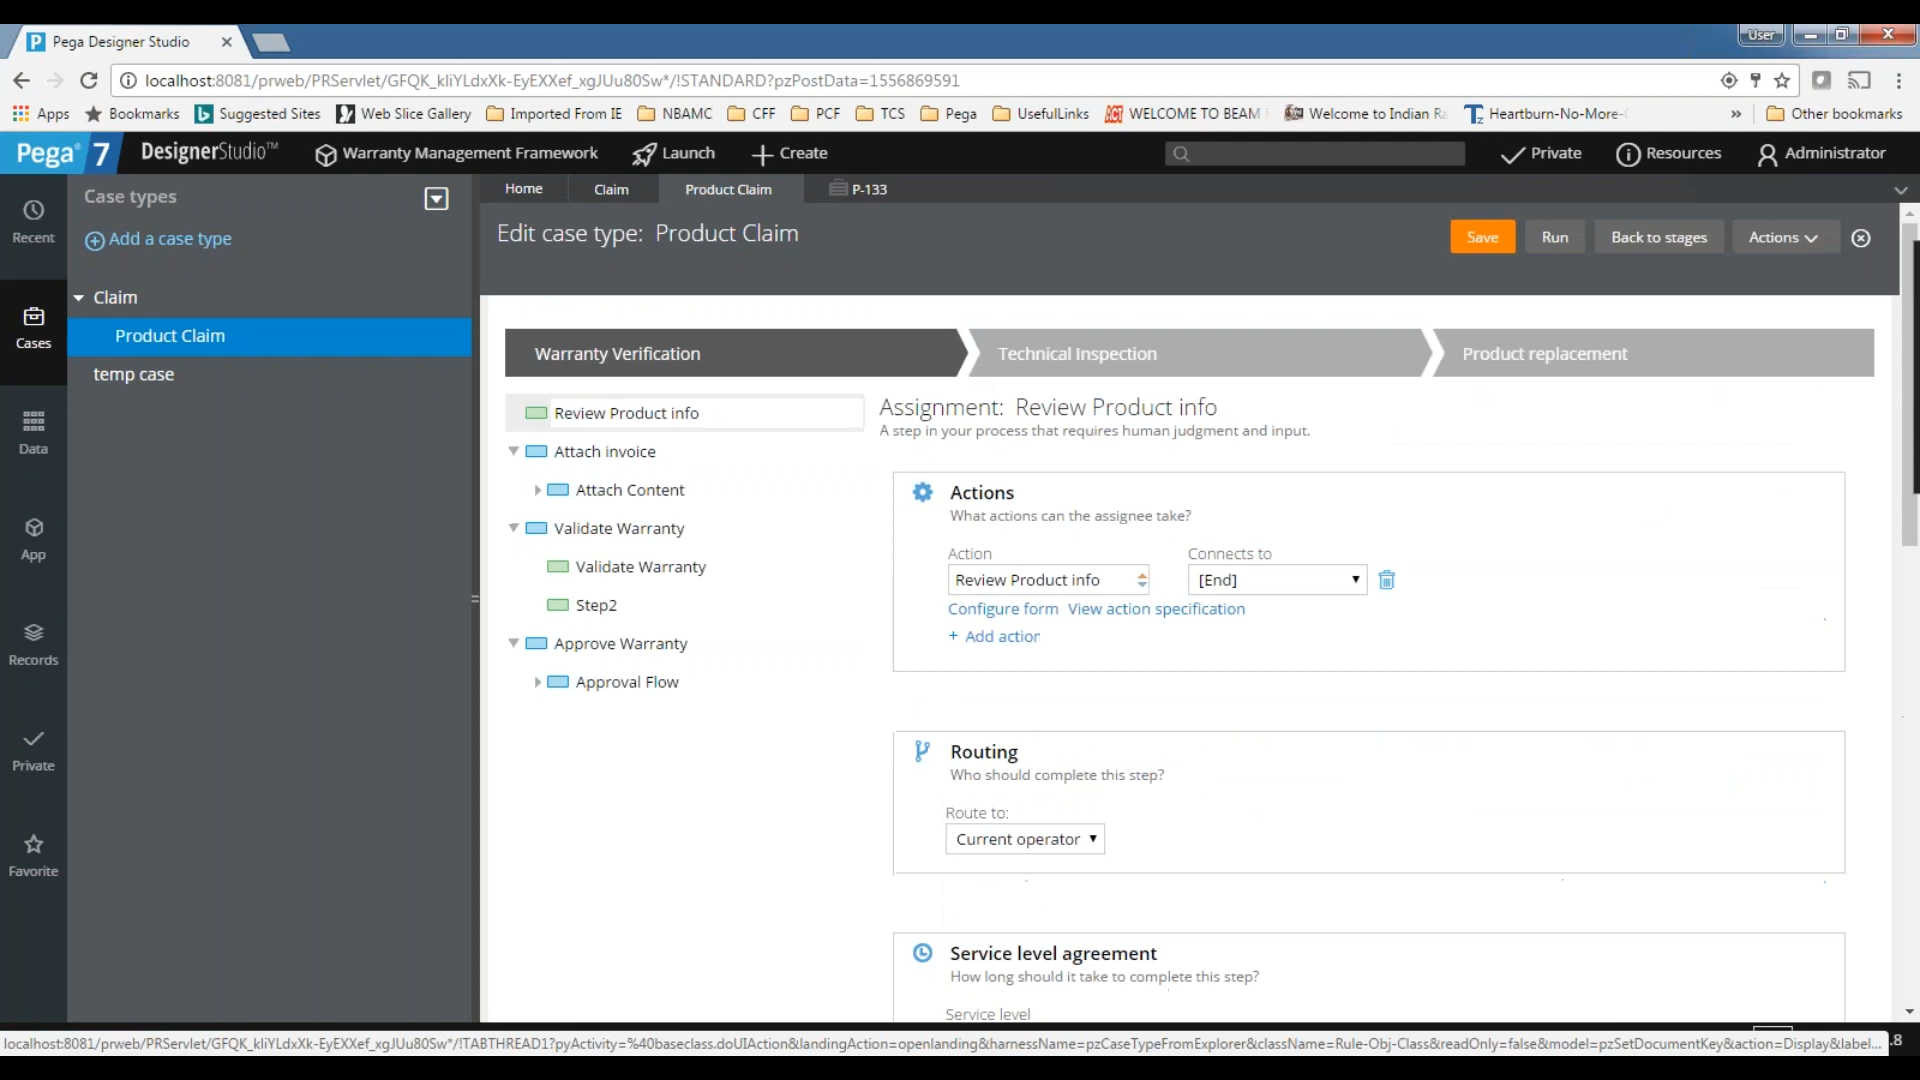 Pega Designer Studio
User
localhost:8081/prweb/PRServlet/GFQK_kIiYLdxXk-EyEXXef_xgJUu80Sw*/!STANDARD?pzPostData=1556869591
Apps Bookmarks Suggested Sites Web Slice Gallery Imported From IE NBAMC CFF PCF TCS Pega UsefulLinks WELCOME TO BEAM Welcome to Indian Ra Heartburn-No-More- » Other bookmarks
Pega 7 DesignerStudio™ Warranty Management Framework Launch Create Private Resources Administrator
Case types
Add a case type
Claim
Product Claim
temp case
Recent
Cases
Data
App
Records
Private
Favorite
Home Claim Product Claim P-133
Edit case type: Product Claim
Save Run Back to stages Actions
Warranty Verification Technical Inspection Product replacement
Review Product info
Attach invoice
Attach Content
Validate Warranty
Validate Warranty
Step2
Approve Warranty
Approval Flow
Assignment: Review Product info
A step in your process that requires human judgment and input.
Actions
What actions can the assignee take?
Action Connects to
Review Product info [End]
Configure form View action specification
+ Add action
Routing
Who should complete this step?
Route to:
Current operator
Service level agreement
How long should it take to complete this step?
Service level
localhost:8081/prweb/PRServlet/GFQK_kIiYLdxXk-EyEXXef_xgJUu80Sw*/!TABTHREAD1?pyActivity=%40baseclass.doUIAction&landingAction=openlanding&harnessName=pzCaseTypeFromExplorer&className=Rule-Obj-Class&readOnly=false&model=pzSetDocumentKey&action=Display&label...
.8